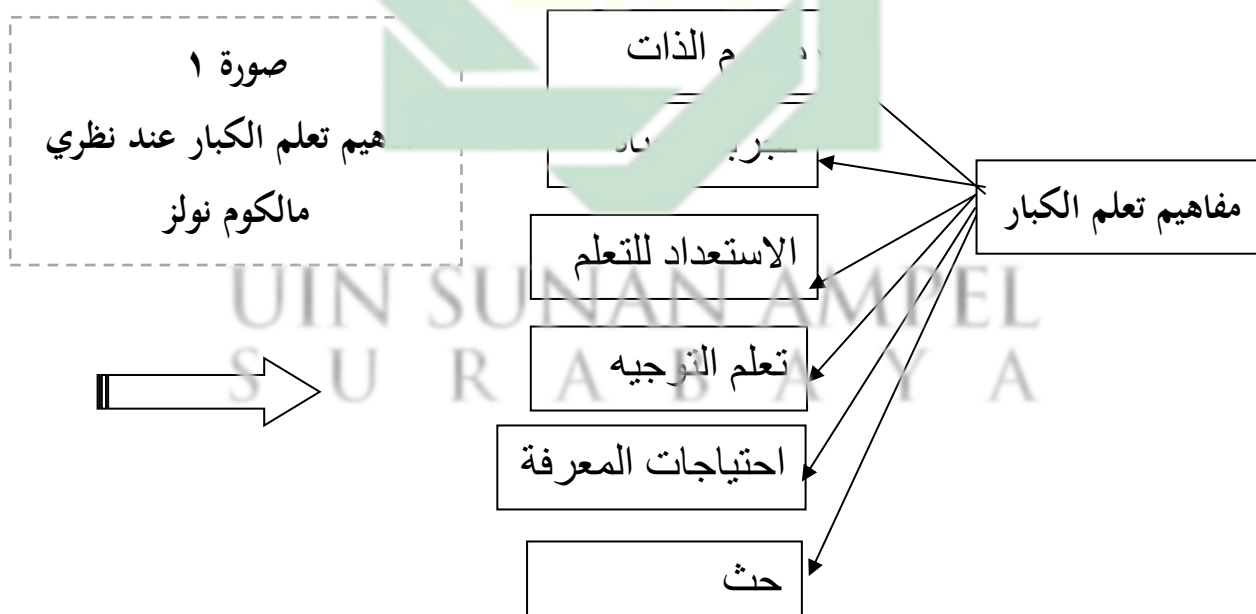 صورة ١
تعلم الكبار عند نظري
مالكوم نولز
الذات
مفاهيم تعلم الكبار
الاستعداد للتعلم
تعلم التوجيه
احتياجات المعرفة
حث
UIN SUNAN AMPEL
SURABAYA